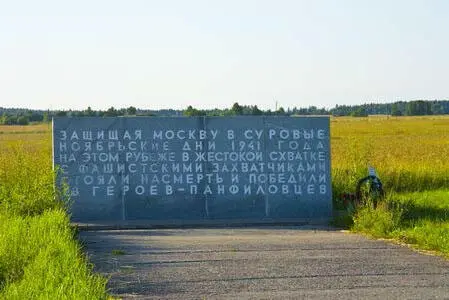 ЗАЩИЩАЯ МОСКВУ В СУРОВЫЕ
НОЯБРЬСКИЕ ДНИ 1941 ГОДА
НА ЭТОМ РУБЕЖЕ В ЖЕСТОКОЙ СХВАТКЕ
С ФАШИСТСКИМИ ЗАХВАТЧИКАМИ
СТОЯЛИ НАСМЕРТЬ И ПОБЕДИЛИ
28 ГЕРОЕВ-ПАНФИЛОВЦЕВ